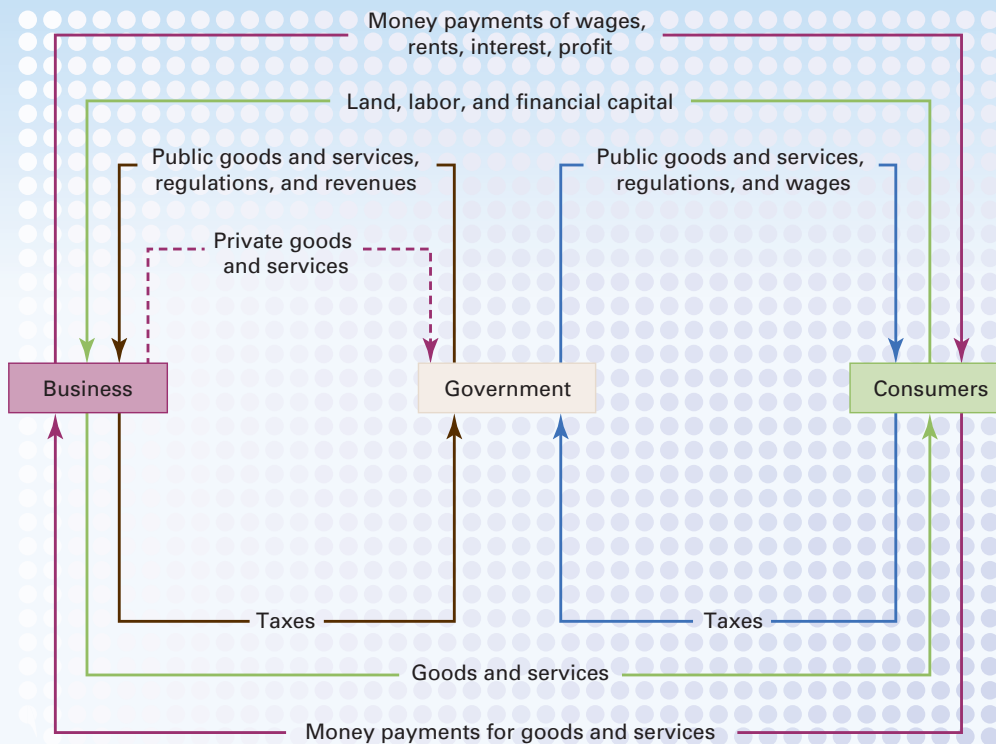 Money payments of wages,
rents, interest, profit
Land, labor, and financial capital
Public goods and services,
regulations, and revenues
Public goods and services,
regulations, and wages
Private goods
and services
Business
Government
Consumers
Taxes
Taxes
Goods and services
Money payments for goods and services